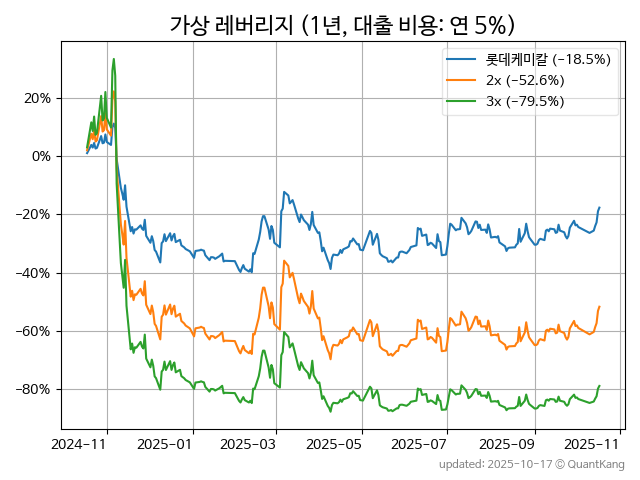 가상 레버리지 (1년, 대출 비용: 연 5%)
롯데케미칼 (-18.5%)
2x (-52.6%)
3x (-79.5%)
20%
0%
-20%
-40%
-60%
-80%
2024-11
2025-01
2025-03
2025-05
2025-07
2025-09
2025-11
updated: 2025-10-17 © QuantKang